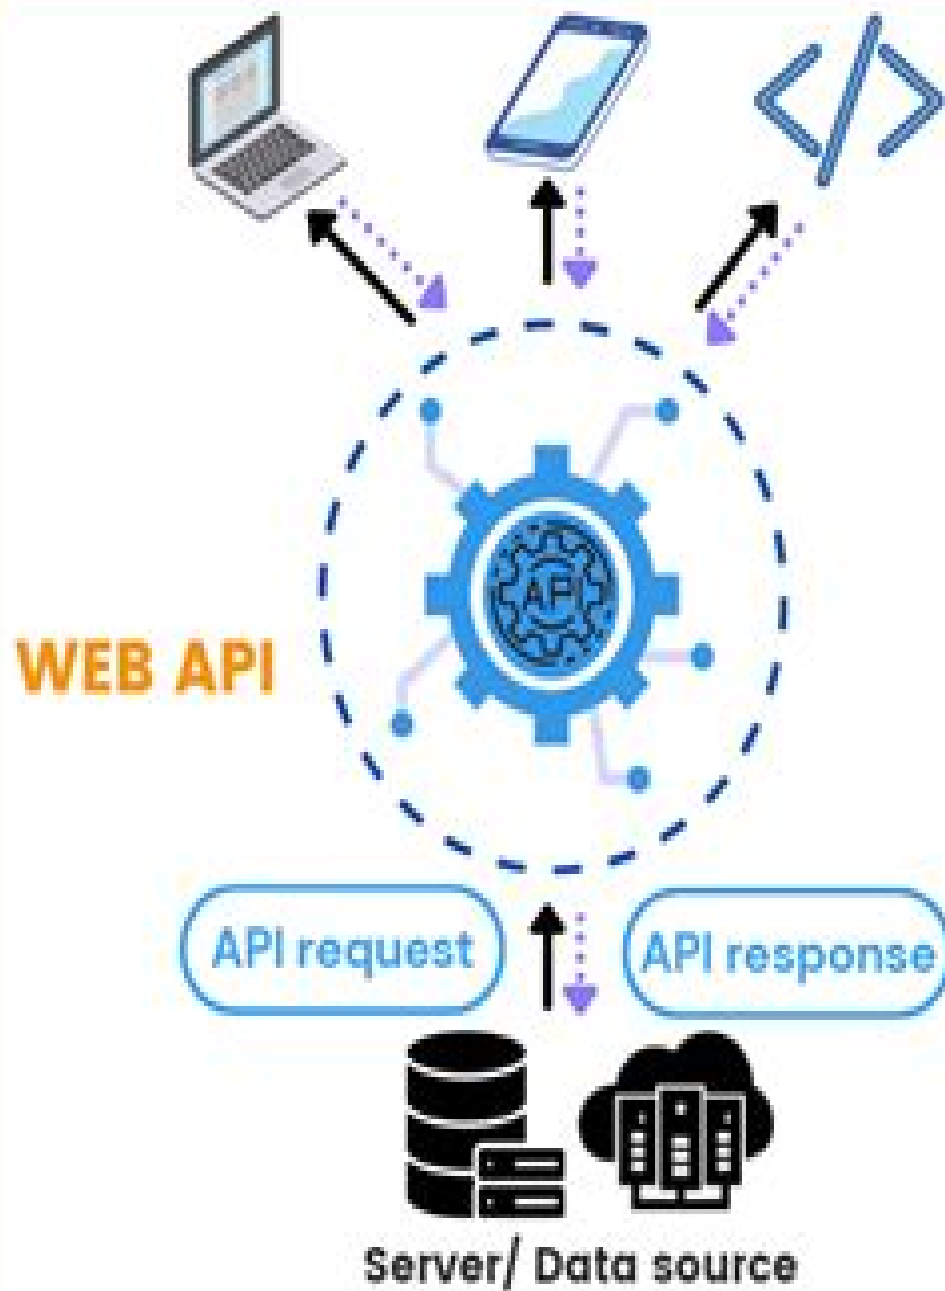 API
WEB API
API request
API response
Server/ Data source